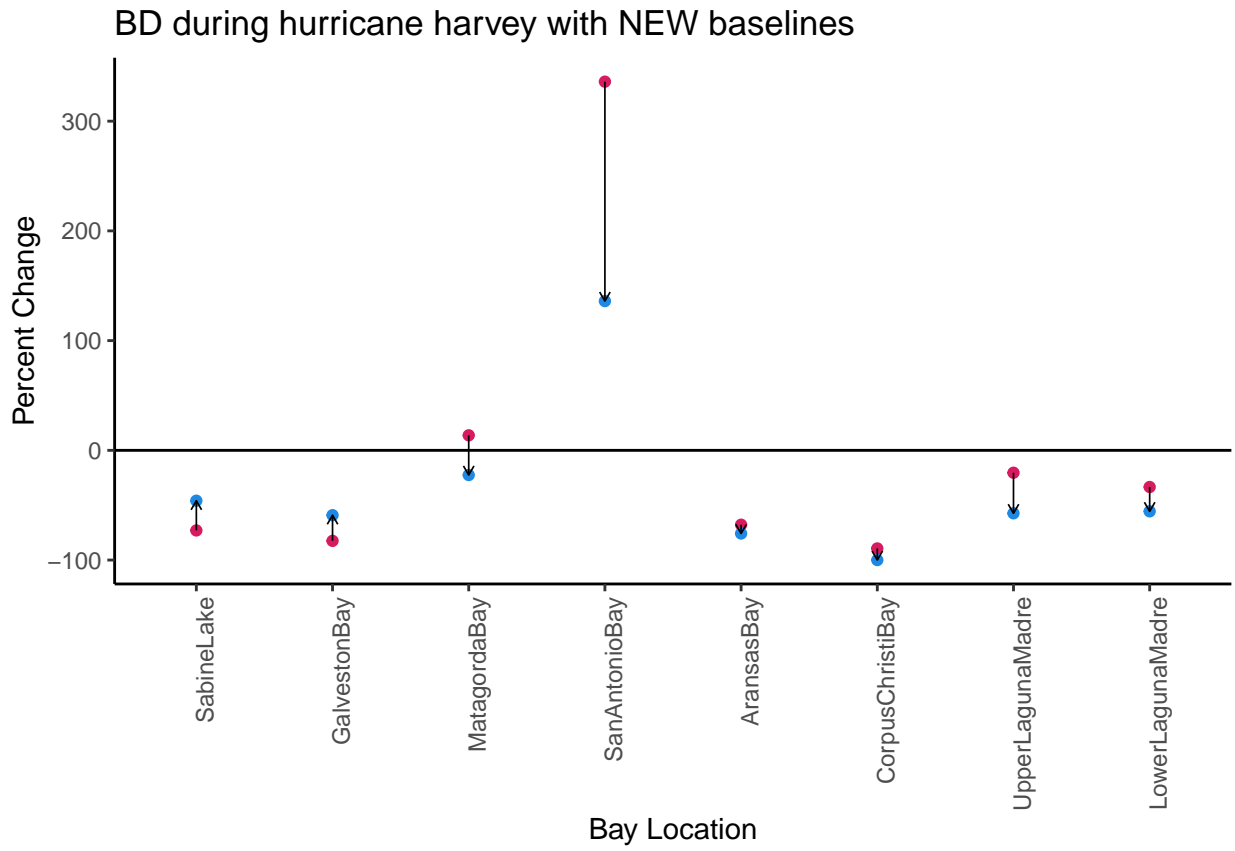 BD during hurricane harvey with NEW baselines
Percent Change
300
200
100
0
−100
SabineLake
GalvestonBay
MatagordaBay
SanAntonioBay
AransasBay
CorpusChristiBay
UpperLagunaMadre
LowerLagunaMadre
Bay Location